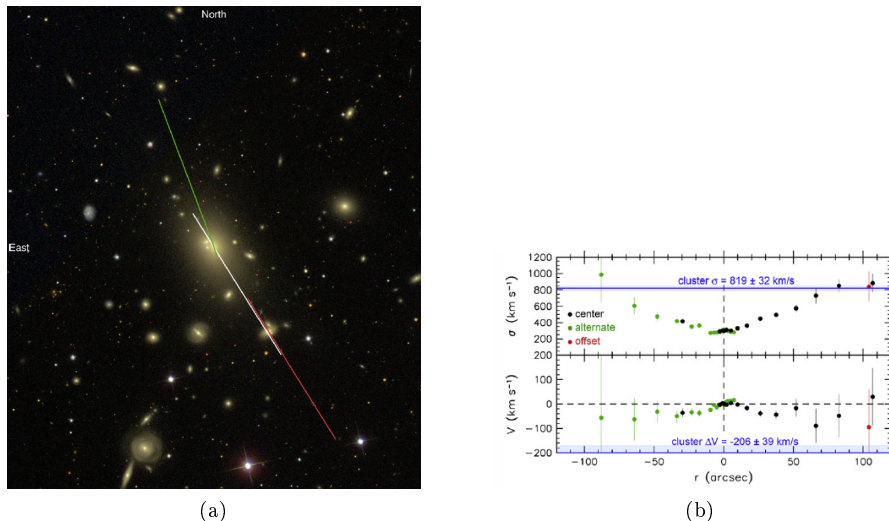 North
East
(a)
1200
1000
800
600
400
200
σ (km s⁻¹)
cluster σ = 819 ± 32 km/s
center
alternate
offset
100
0
-100
-200
V (km s⁻¹)
cluster ΔV = -206 ± 39 km/s
-100
-50
0
50
100
r (arcsec)
(b)